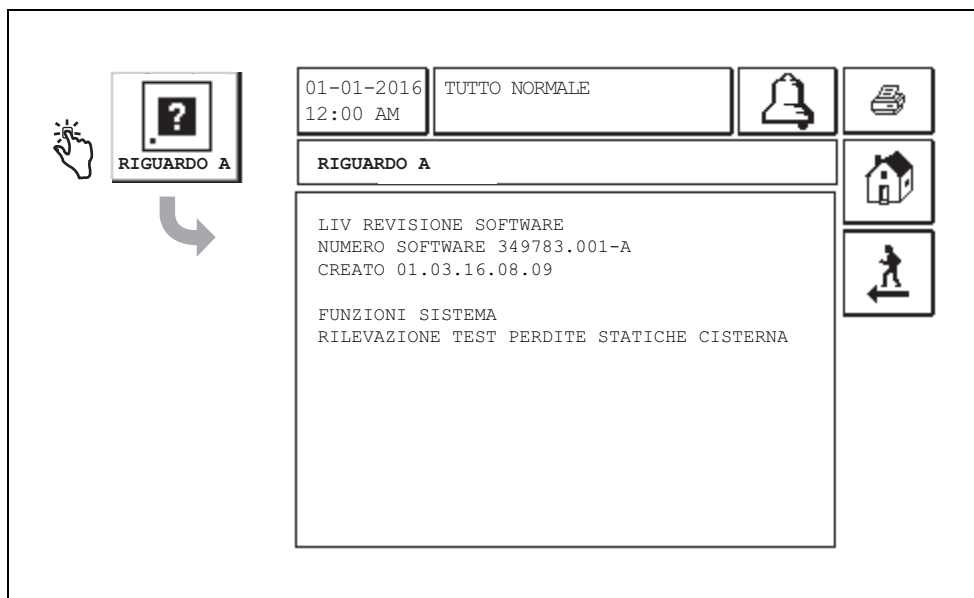 ?
RIGUARDO A
01-01-2016
12:00 AM
TUTTO NORMALE
RIGUARDO A
LIV REVISIONE SOFTWARE
NUMERO SOFTWARE 349783.001-A
CREATO 01.03.16.08.09
FUNZIONI SISTEMA
RILEVAZIONE TEST PERDITE STATICHE CISTERNA